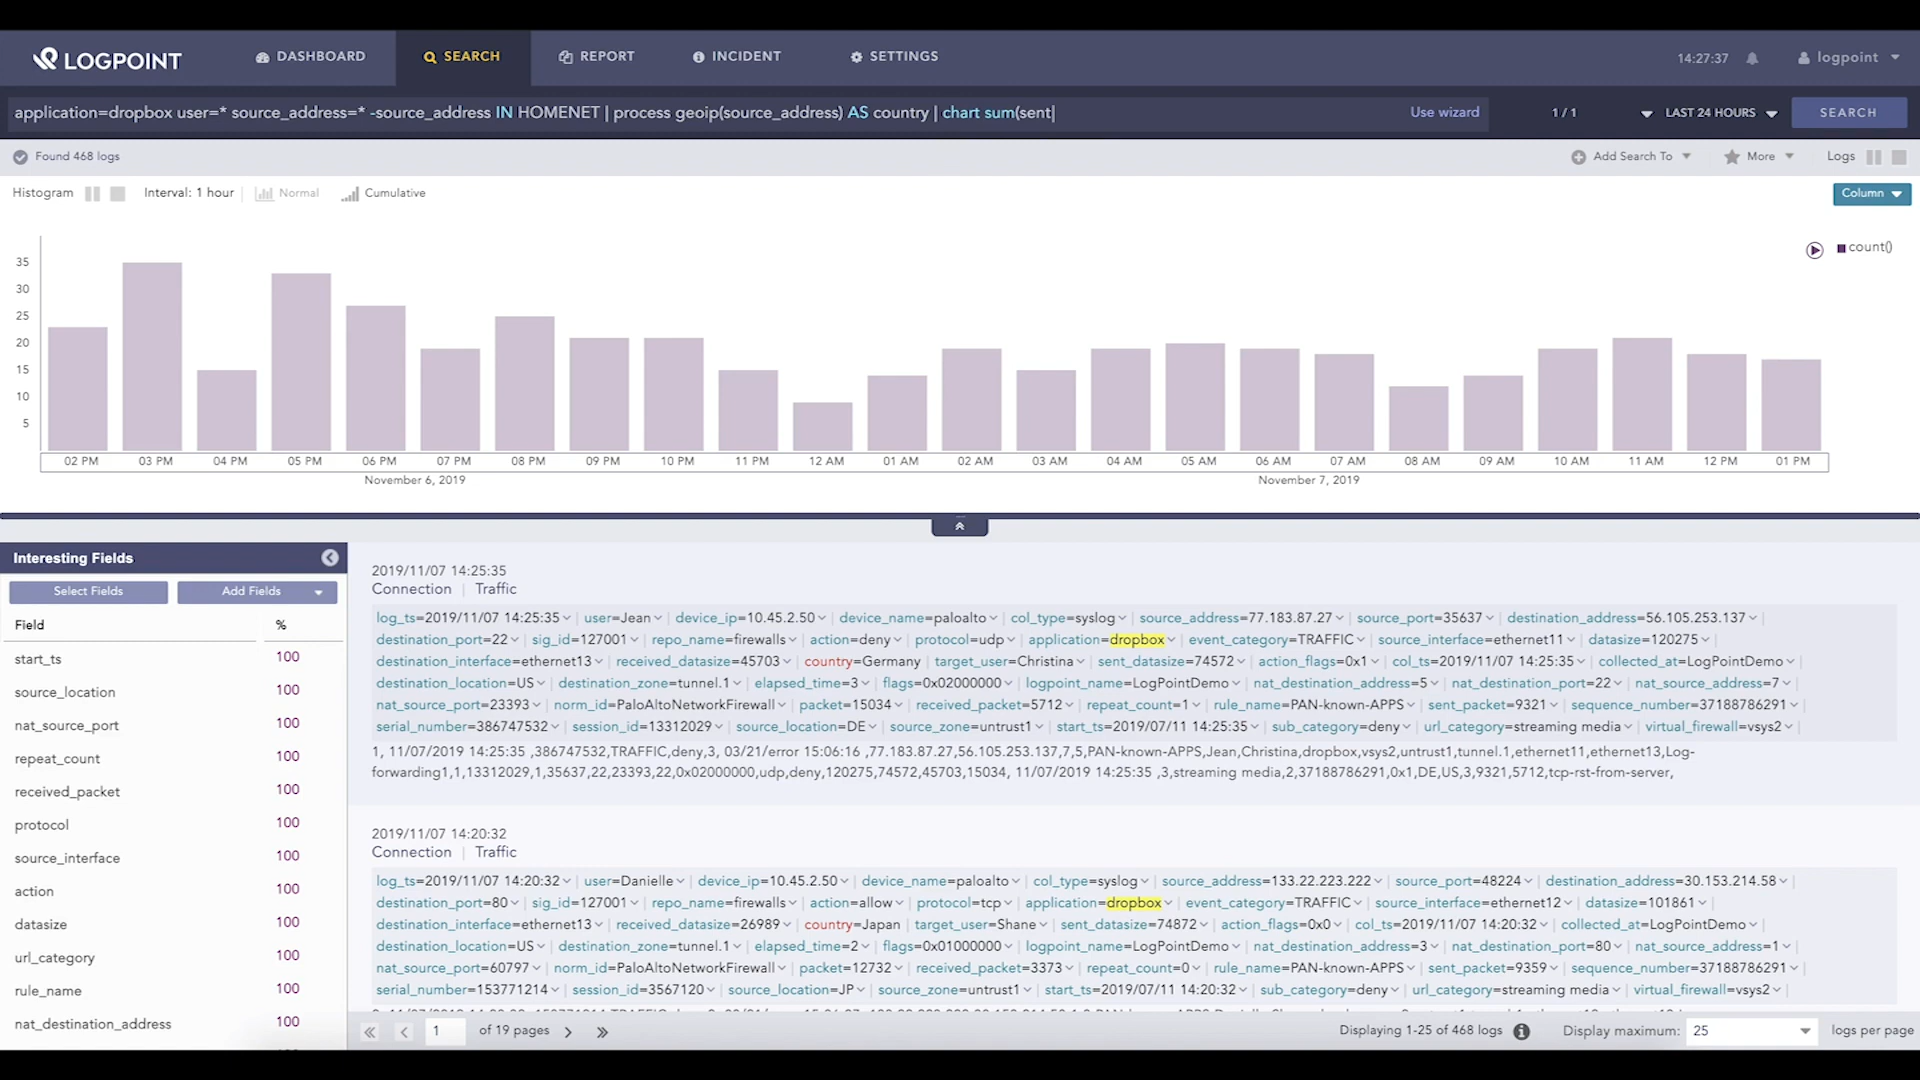 LOGPOINT DASHBOARD SEARCH REPORT INCIDENT SETTINGS 14:27:37 logpoint
application=dropbox user=* source_address=* -source_address IN HOMENET | process geoip(source_address) AS country | chart sum(sent Use wizard 1 / 1 LAST 24 HOURS SEARCH
Found 468 logs Add Search To More Logs
Histogram Interval: 1 hour Normal Cumulative Column
count()
35
30
25
20
15
10
5
02 PM 03 PM 04 PM 05 PM 06 PM 07 PM 08 PM 09 PM 10 PM 11 PM 12 AM 01 AM 02 AM 03 AM 04 AM 05 AM 06 AM 07 AM 08 AM 09 AM 10 AM 11 AM 12 PM 01 PM
November 6, 2019 November 7, 2019
Interesting Fields
Select Fields Add Fields
Field %
start_ts 100
source_location 100
nat_source_port 100
repeat_count 100
received_packet 100
protocol 100
source_interface 100
action 100
datasize 100
url_category 100
rule_name 100
nat_destination_address 100
2019/11/07 14:25:35
Connection | Traffic
log_ts=2019/11/07 14:25:35 | user=Jean | device_ip=10.45.2.50 | device_name=paloalto | col_type=syslog | source_address=77.183.87.27 | source_port=35637 | destination_address=56.105.253.137 |
destination_port=22 | sig_id=127001 | repo_name=firewalls | action=deny | protocol=udp | application=dropbox | event_category=TRAFFIC | source_interface=ethernet11 | datasize=120275 |
destination_interface=ethernet13 | received_datasize=45703 | country=Germany target_user=Christina | sent_datasize=74572 | action_flags=0x1 | col_ts=2019/11/07 14:25:35 | collected_at=LogPointDemo |
destination_location=US | destination_zone=tunnel.1 | elapsed_time=3 | flags=0x02000000 | logpoint_name=LogPointDemo | nat_destination_address=5 | nat_destination_port=22 | nat_source_address=7 |
nat_source_port=23393 | norm_id=PaloAltoNetworkFirewall | packet=15034 | received_packet=5712 | repeat_count=1 | rule_name=PAN-known-APPS | sent_packet=9321 | sequence_number=37188786291 |
serial_number=386747532 | session_id=13312029 | source_location=DE | source_zone=untrust1 | start_ts=2019/07/11 14:25:35 | sub_category=deny | url_category=streaming media | virtual_firewall=vsys2 |
1, 11/07/2019 14:25:35 ,386747532,TRAFFIC,deny,3, 03/21/error 15:06:16 ,77.183.87.27,56.105.253.137,7,5,PAN-known-APPS,Jean,Christina,dropbox,vsys2,untrust1,tunnel.1,ethernet11,ethernet13,Log-
forwarding1,1,13312029,1,35637,22,23393,22,0x02000000,udp,deny,120275,74572,45703,15034, 11/07/2019 14:25:35 ,3,streaming media,2,37188786291,0x1,DE,US,3,9321,5712,tcp-rst-from-server,
2019/11/07 14:20:32
Connection | Traffic
log_ts=2019/11/07 14:20:32 | user=Danielle | device_ip=10.45.2.50 | device_name=paloalto | col_type=syslog | source_address=133.22.223.222 | source_port=48224 | destination_address=30.153.214.58 |
destination_port=80 | sig_id=127001 | repo_name=firewalls | action=allow | protocol=tcp | application=dropbox | event_category=TRAFFIC | source_interface=ethernet12 | datasize=101861 |
destination_interface=ethernet13 | received_datasize=26989 | country=Japan target_user=Shane | sent_datasize=74872 | action_flags=0x0 | col_ts=2019/11/07 14:20:32 | collected_at=LogPointDemo |
destination_location=US | destination_zone=tunnel.1 | elapsed_time=2 | flags=0x01000000 | logpoint_name=LogPointDemo | nat_destination_address=3 | nat_destination_port=80 | nat_source_address=1 |
nat_source_port=60797 | norm_id=PaloAltoNetworkFirewall | packet=12732 | received_packet=3373 | repeat_count=0 | rule_name=PAN-known-APPS | sent_packet=9359 | sequence_number=37188786291 |
serial_number=153771214 | session_id=3567120 | source_location=JP | source_zone=untrust1 | start_ts=2019/07/11 14:20:32 | sub_category=deny | url_category=streaming media | virtual_firewall=vsys2 |
1 of 19 pages Displaying 1-25 of 468 logs Display maximum: 25 logs per page